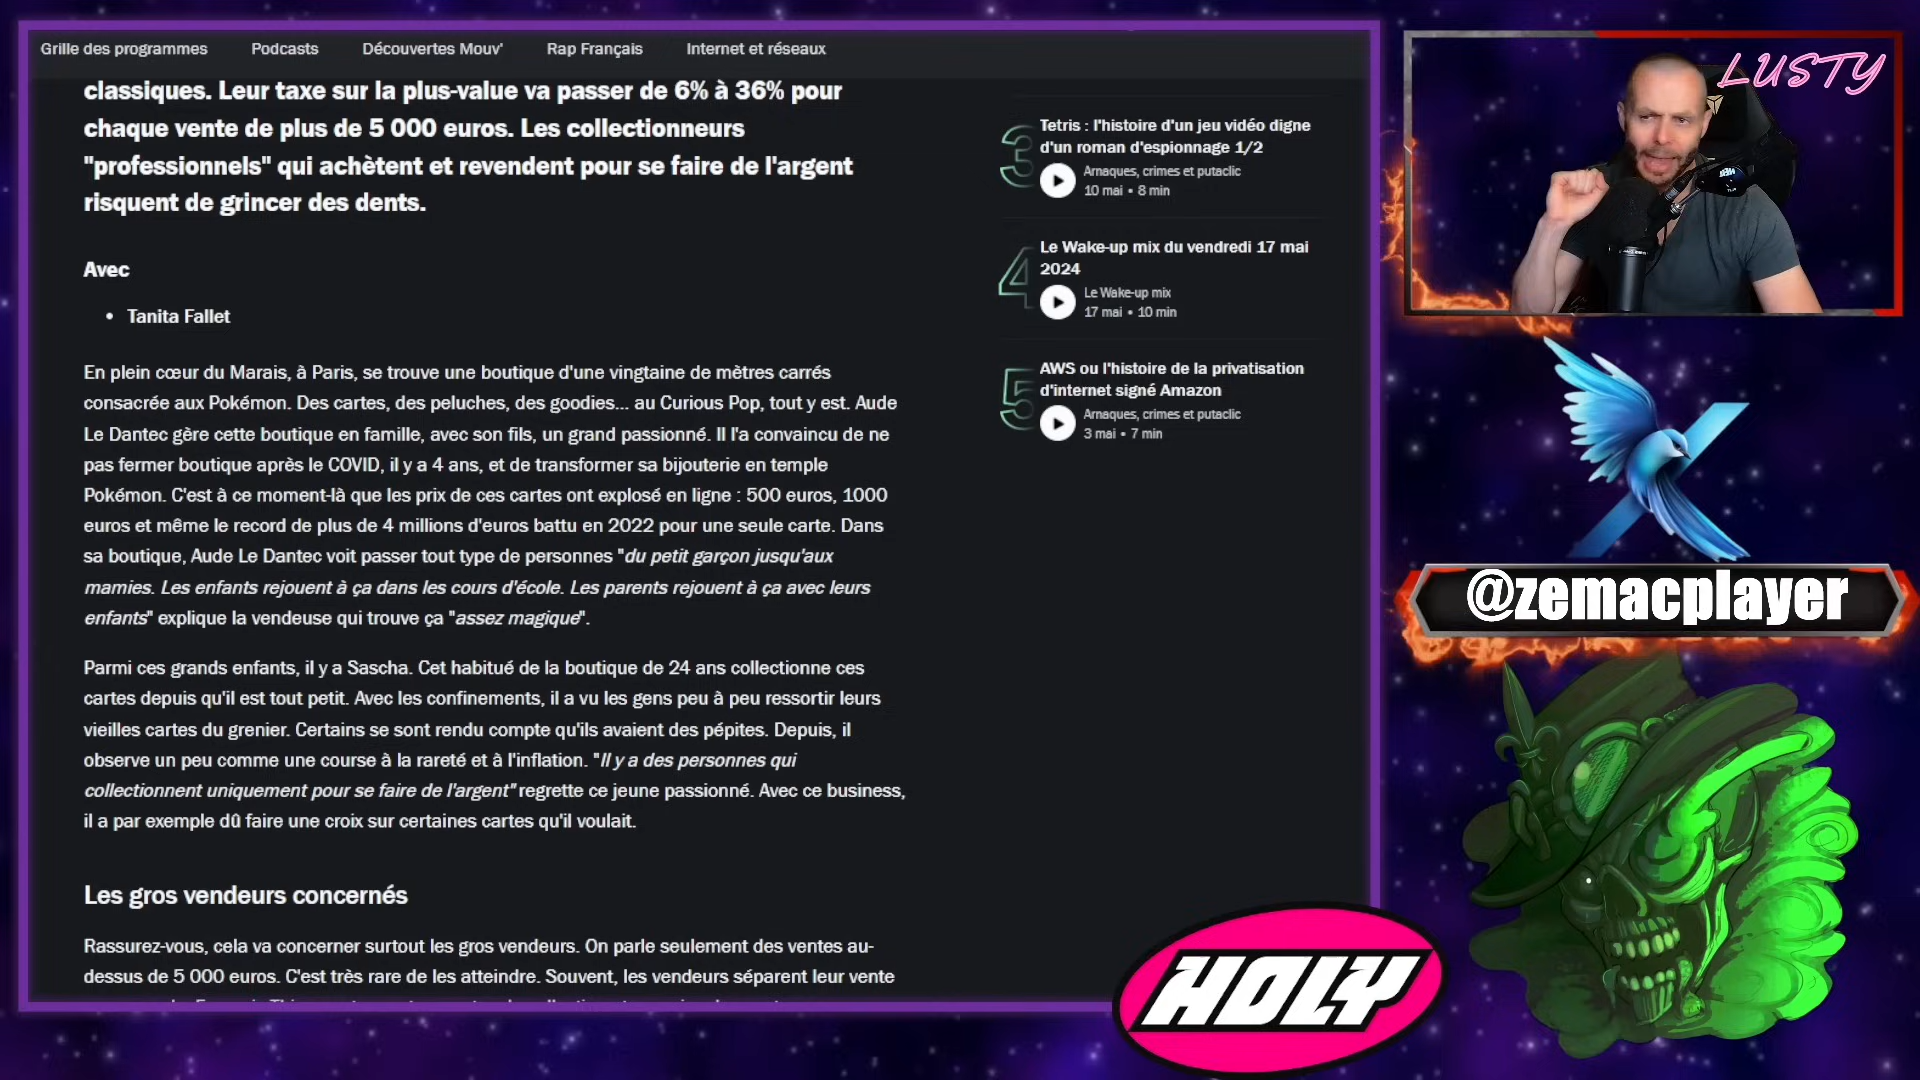 Grille des programmes
Podcasts
Découvertes Mouv'
Rap Français
Internet et réseaux
classiques. Leur taxe sur la plus-value va passer de 6% à 36% pour
chaque vente de plus de 5 000 euros. Les collectionneurs
"professionnels" qui achètent et revendent pour se faire de l'argent
risquent de grincer des dents.
Avec
• Tanita Fallet
En plein cœur du Marais, à Paris, se trouve une boutique d'une vingtaine de mètres carrés
consacrée aux Pokémon. Des cartes, des peluches, des goodies... au Curious Pop, tout y est. Aude
Le Dantec gère cette boutique en famille, avec son fils, un grand passionné. Il l'a convaincu de ne
pas fermer boutique après le COVID, il y a 4 ans, et de transformer sa bijouterie en temple
Pokémon. C'est à ce moment-là que les prix de ces cartes ont explosé en ligne : 500 euros, 1000
euros et même le record de plus de 4 millions d'euros battu en 2022 pour une seule carte. Dans
sa boutique, Aude Le Dantec voit passer tout type de personnes "du petit garçon jusqu'aux
mamies. Les enfants rejouent à ça dans les cours d'école. Les parents rejouent à ça avec leurs
enfants" explique la vendeuse qui trouve ça "assez magique".
Parmi ces grands enfants, il y a Sascha. Cet habitué de la boutique de 24 ans collectionne ces
cartes depuis qu'il est tout petit. Avec les confinements, il a vu les gens peu à peu ressortir leurs
vieilles cartes du grenier. Certains se sont rendu compte qu'ils avaient des pépites. Depuis, il
observe un peu comme une course à la rareté et à l'inflation. "Il y a des personnes qui
collectionnent uniquement pour se faire de l'argent" regrette ce jeune passionné. Avec ce business,
il a par exemple dû faire une croix sur certaines cartes qu'il voulait.
Les gros vendeurs concernés
Rassurez-vous, cela va concerner surtout les gros vendeurs. On parle seulement des ventes au-
dessus de 5 000 euros. C'est très rare de les atteindre. Souvent, les vendeurs séparent leur vente
3
Tetris : l'histoire d'un jeu vidéo digne
d'un roman d'espionnage 1/2
Arnaques, crimes et putaclic
10 mai • 8 min
4
Le Wake-up mix du vendredi 17 mai
2024
Le Wake-up mix
17 mai • 10 min
5
AWS ou l'histoire de la privatisation
d'internet signé Amazon
Arnaques, crimes et putaclic
3 mai • 7 min
LUSTY
@zemacplayer
HOLY